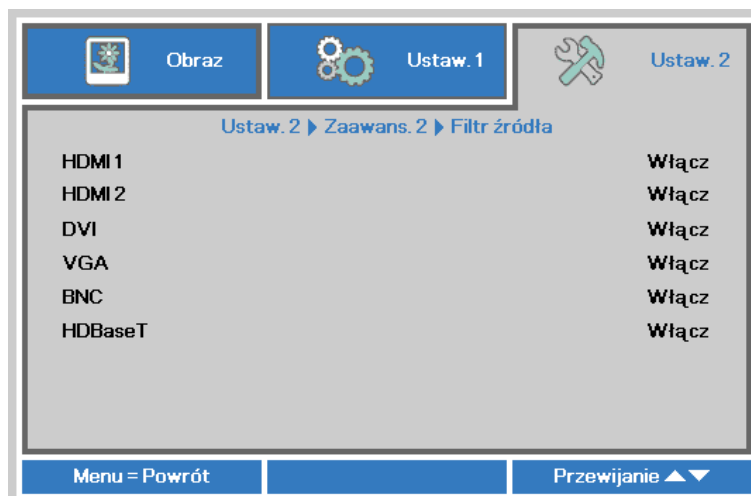 Obraz
Ustaw. 1
Ustaw. 2
Ustaw. 2 ▶ Zaawans. 2 ▶ Filtr źródła
HDMI 1 Włącz
HDMI 2 Włącz
DVI Włącz
VGA Włącz
BNC Włącz
HDBaseT Włącz
Menu = Powrót
Przewijanie ▲▼